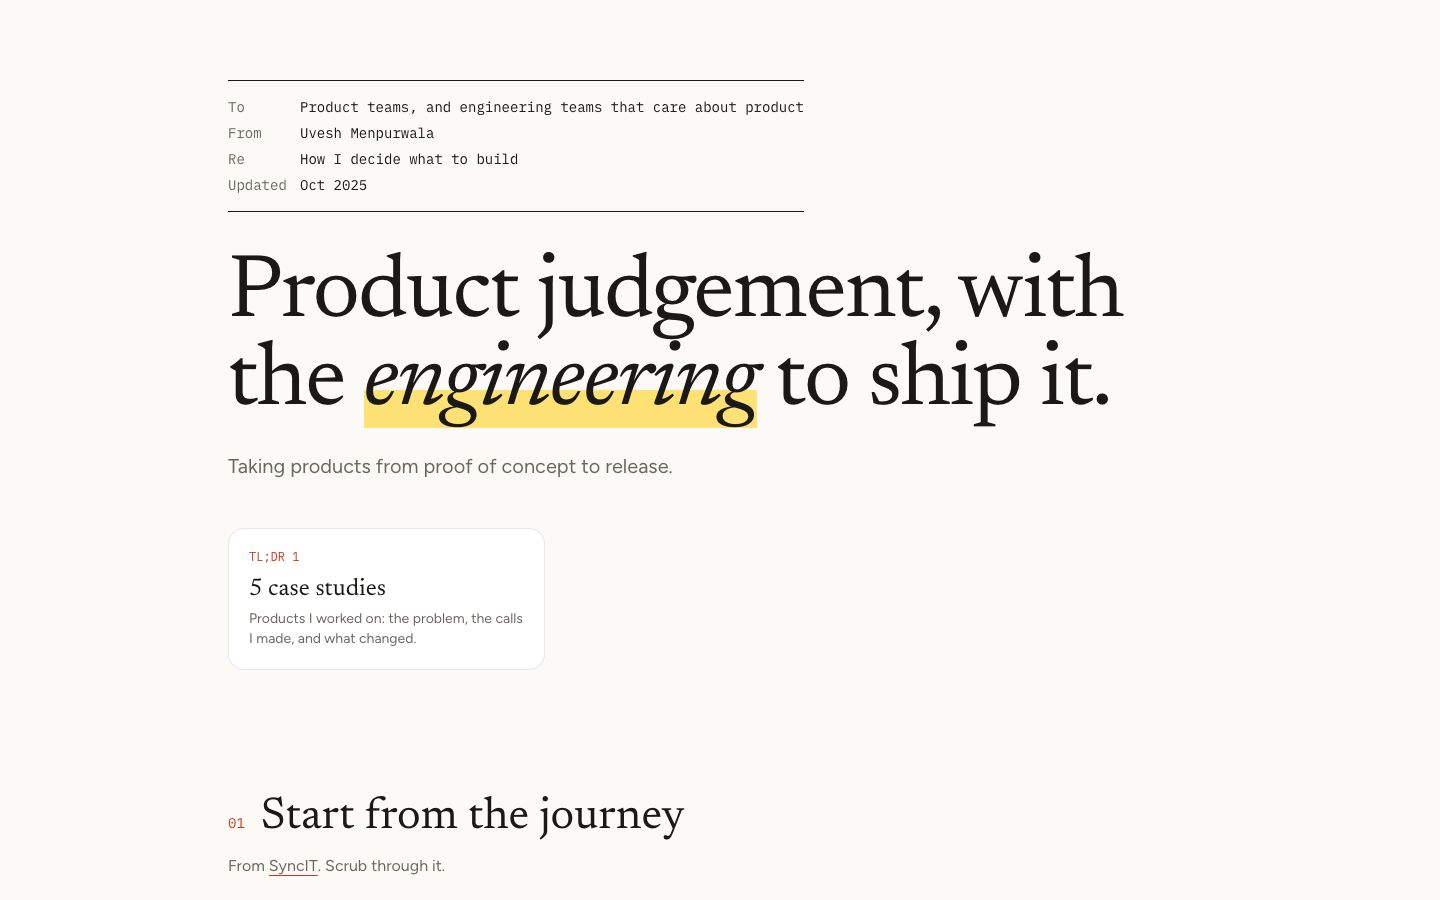 To Product teams, and engineering teams that care about product
From Uvesh Menpurwala
Re How I decide what to build
Updated Oct 2025
Product judgement, with
the engineering to ship it.
Taking products from proof of concept to release.
TL;DR 1
5 case studies
Products I worked on: the problem, the calls
I made, and what changed.
01 Start from the journey
From SyncIT. Scrub through it.